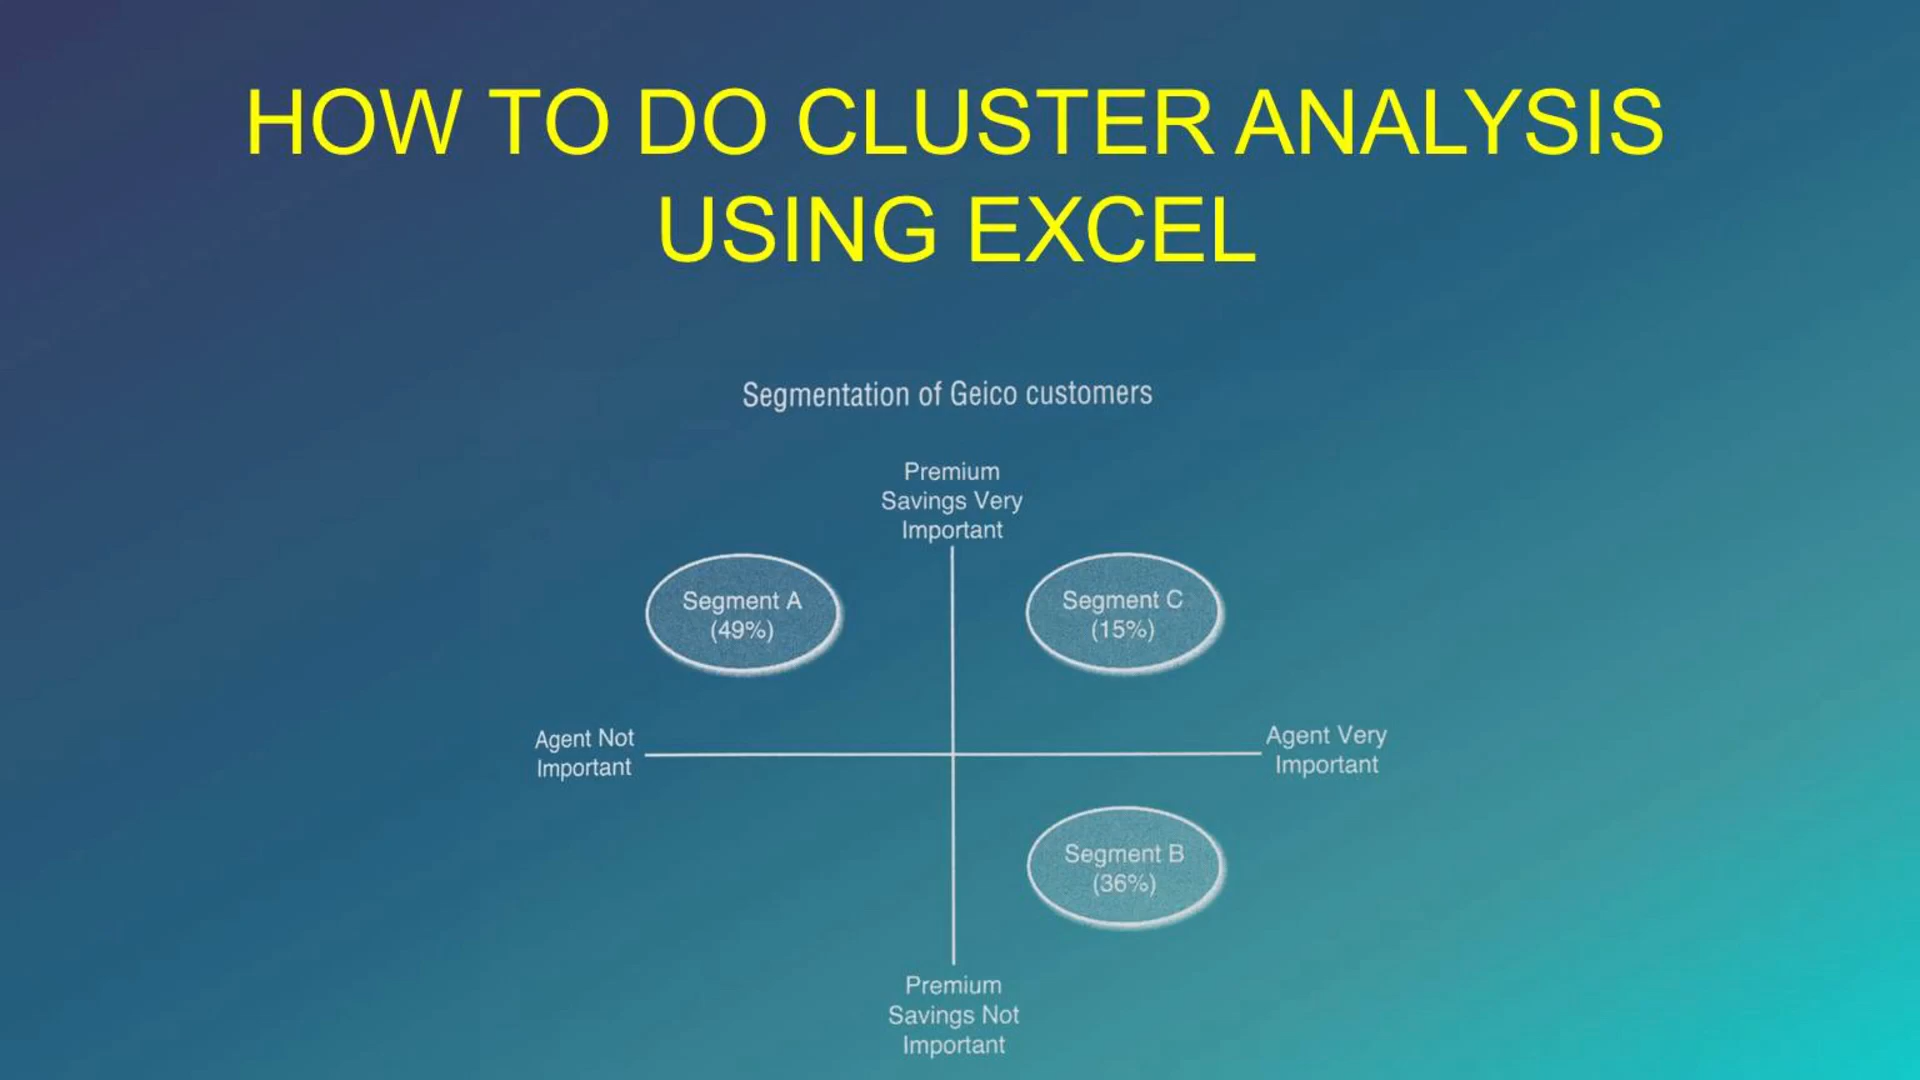 HOW TO DO CLUSTER ANALYSIS
USING EXCEL
Segmentation of Geico customers
Premium
Savings Very
Important
Segment A
(49%)
Segment C
(15%)
Agent Not
Important
Agent Very
Important
Segment B
(36%)
Premium
Savings Not
Important